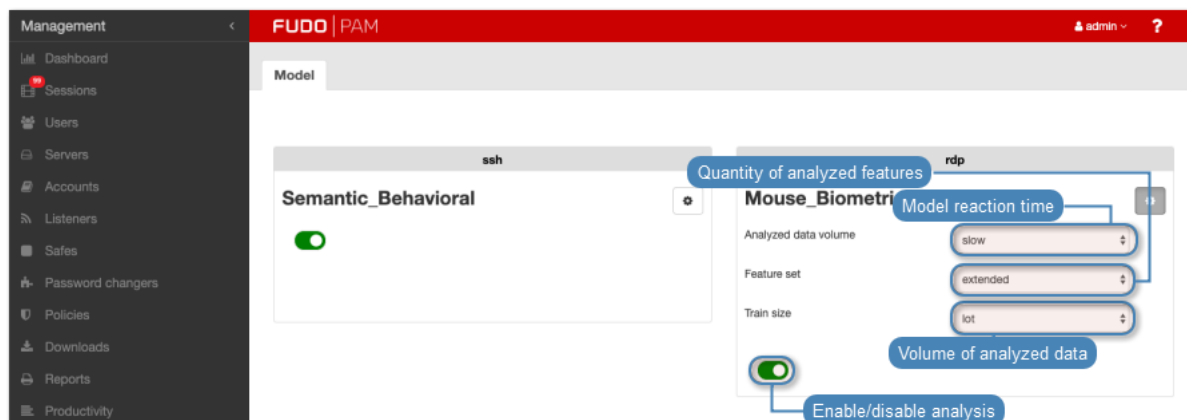 Management
FUDO PAM
admin
?
Dashboard
99
Sessions
Users
Servers
Accounts
Listeners
Safes
Password changers
Policies
Downloads
Reports
Productivity
Model
ssh
Semantic_Behavioral
rdp
Quantity of analyzed features
Mouse_Biometri
Model reaction time
Analyzed data volume
slow
Feature set
extended
Train size
lot
Volume of analyzed data
Enable/disable analysis